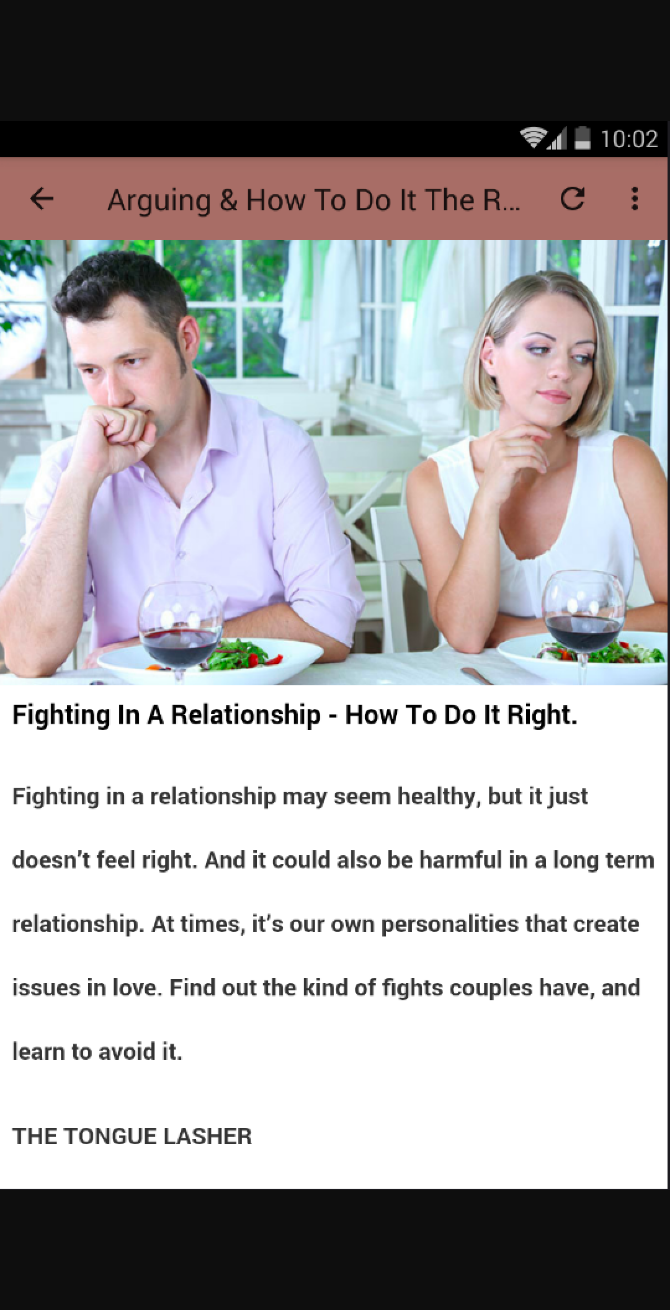 10:02
Arguing & How To Do It The R...
Fighting In A Relationship - How To Do It Right.
Fighting in a relationship may seem healthy, but it just
doesn’t feel right. And it could also be harmful in a long term
relationship. At times, it’s our own personalities that create
issues in love. Find out the kind of fights couples have, and
learn to avoid it.
THE TONGUE LASHER